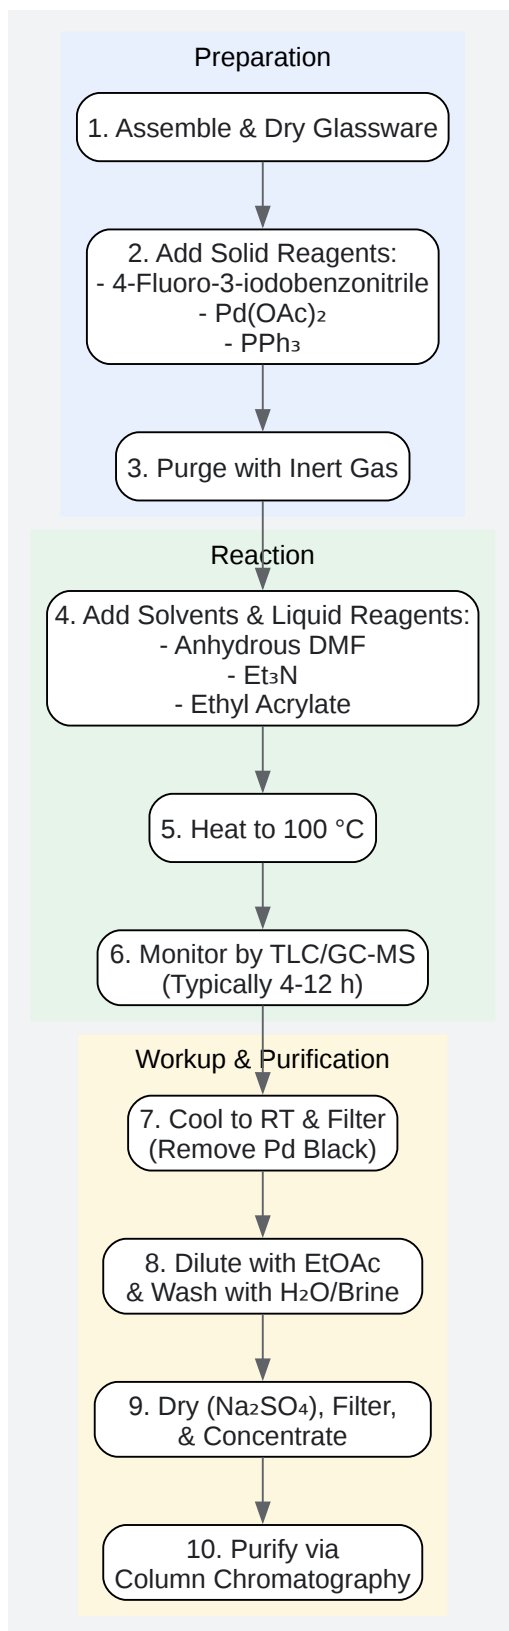 Preparation
1. Assemble & Dry Glassware
2. Add Solid Reagents:
- 4-Fluoro-3-iodobenzonitrile
- Pd(OAc)₂
- PPh₃
3. Purge with Inert Gas
Reaction
4. Add Solvents & Liquid Reagents:
- Anhydrous DMF
- Et₃N
- Ethyl Acrylate
5. Heat to 100 °C
6. Monitor by TLC/GC-MS
(Typically 4-12 h)
Workup & Purification
7. Cool to RT & Filter
(Remove Pd Black)
8. Dilute with EtOAc
& Wash with H₂O/Brine
9. Dry (Na₂SO₄), Filter,
& Concentrate
10. Purify via
Column Chromatography